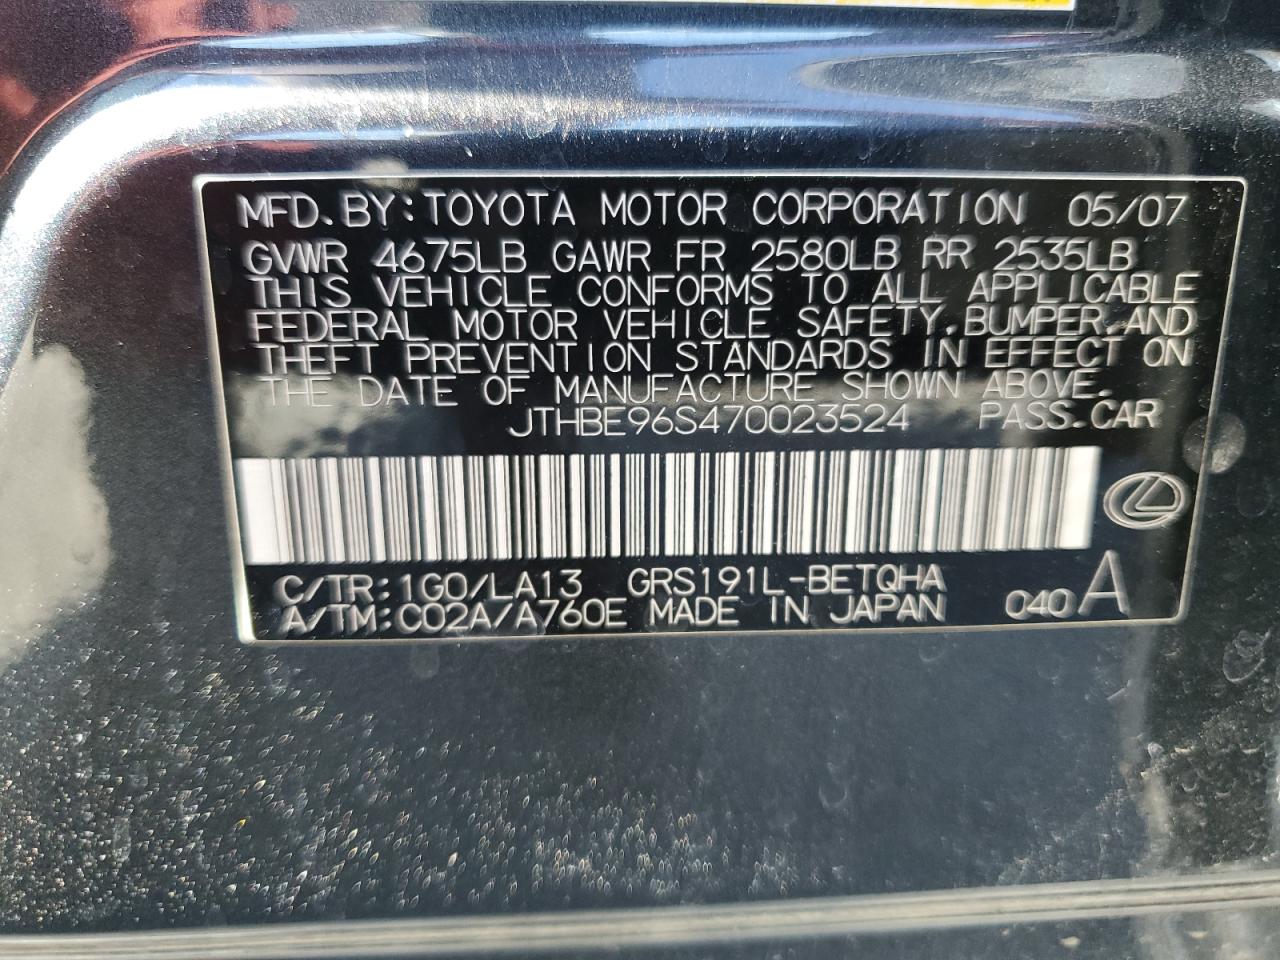 MFD. BY: TOYOTA MOTOR CORPORATION 05/07
GVWR 4675LB GAWR FR 2580LB RR 2535LB
THIS VEHICLE CONFORMS TO ALL APPLICABLE
FEDERAL MOTOR VEHICLE SAFETY, BUMPER, AND
THEFT PREVENTION STANDARDS IN EFFECT ON
THE DATE OF MANUFACTURE SHOWN ABOVE.
JTHBE96S470023524 PASS. CAR
C/TR: 1G0/LA13 GRS191L-BETQHA
A/TM: C02A/A760E MADE IN JAPAN 040 A